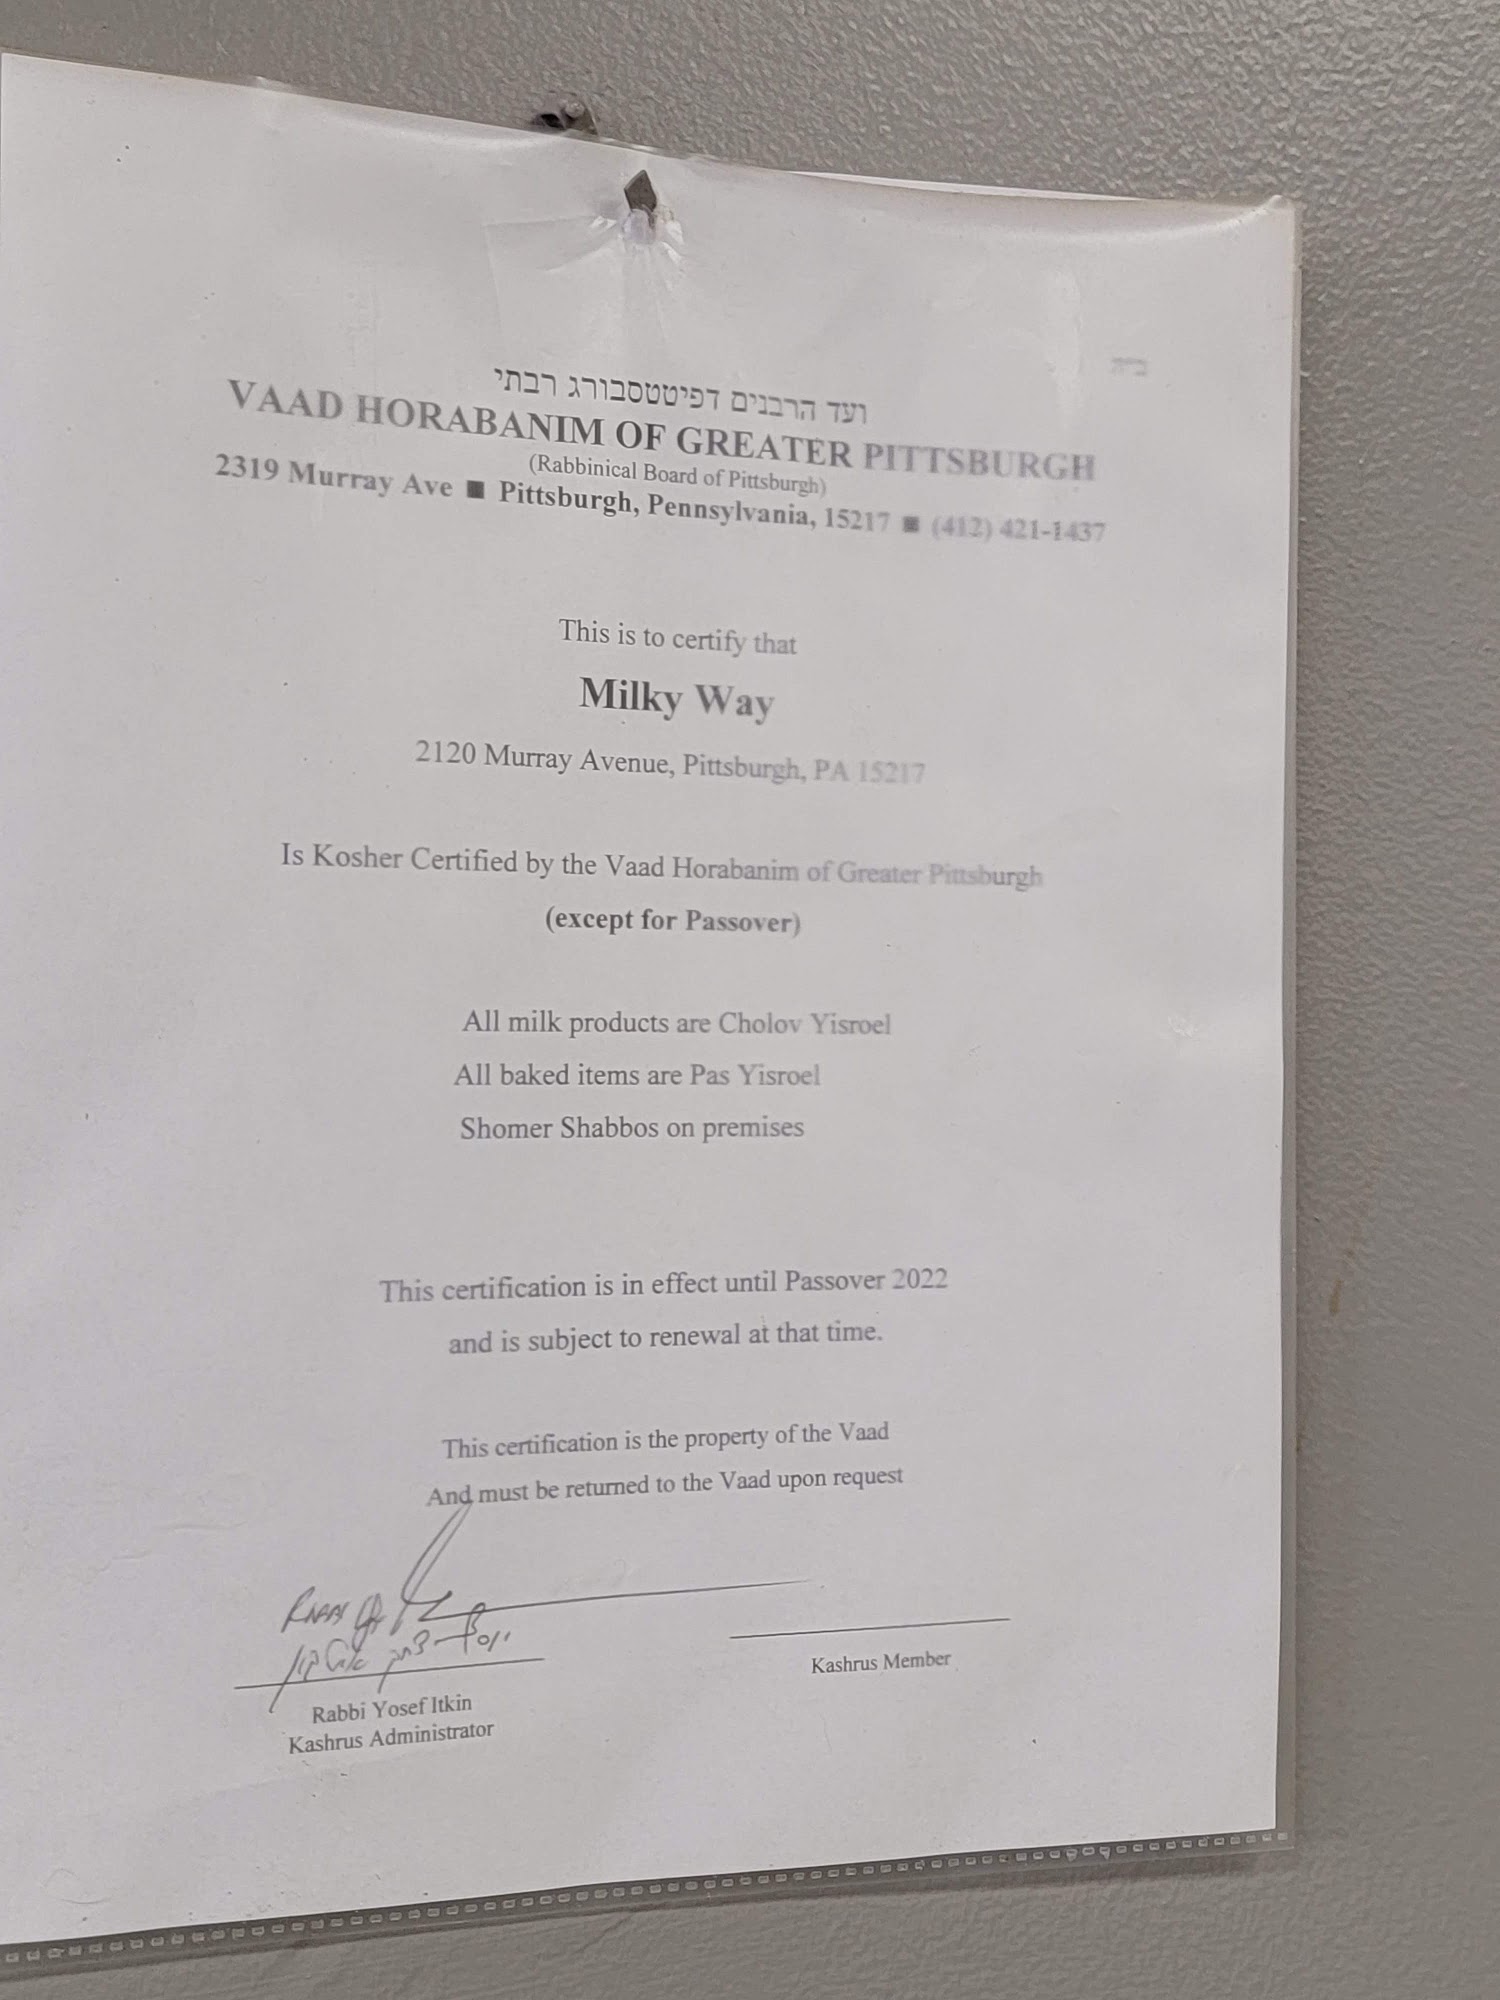 ב״ה
ועד הרבנים דפיטטסבורג רבתי
VAAD HORABANIM OF GREATER PITTSBURGH
(Rabbinical Board of Pittsburgh)
2319 Murray Ave ■ Pittsburgh, Pennsylvania, 15217 ■ (412) 421-1437
This is to certify that
Milky Way
2120 Murray Avenue, Pittsburgh, PA 15217
Is Kosher Certified by the Vaad Horabanim of Greater Pittsburgh
(except for Passover)
All milk products are Cholov Yisroel
All baked items are Pas Yisroel
Shomer Shabbos on premises
This certification is in effect until Passover 2022
and is subject to renewal at that time.
This certification is the property of the Vaad
And must be returned to the Vaad upon request
יוסף יצחק איטקין
Rabbi Yosef Itkin
Kashrus Administrator
Kashrus Member